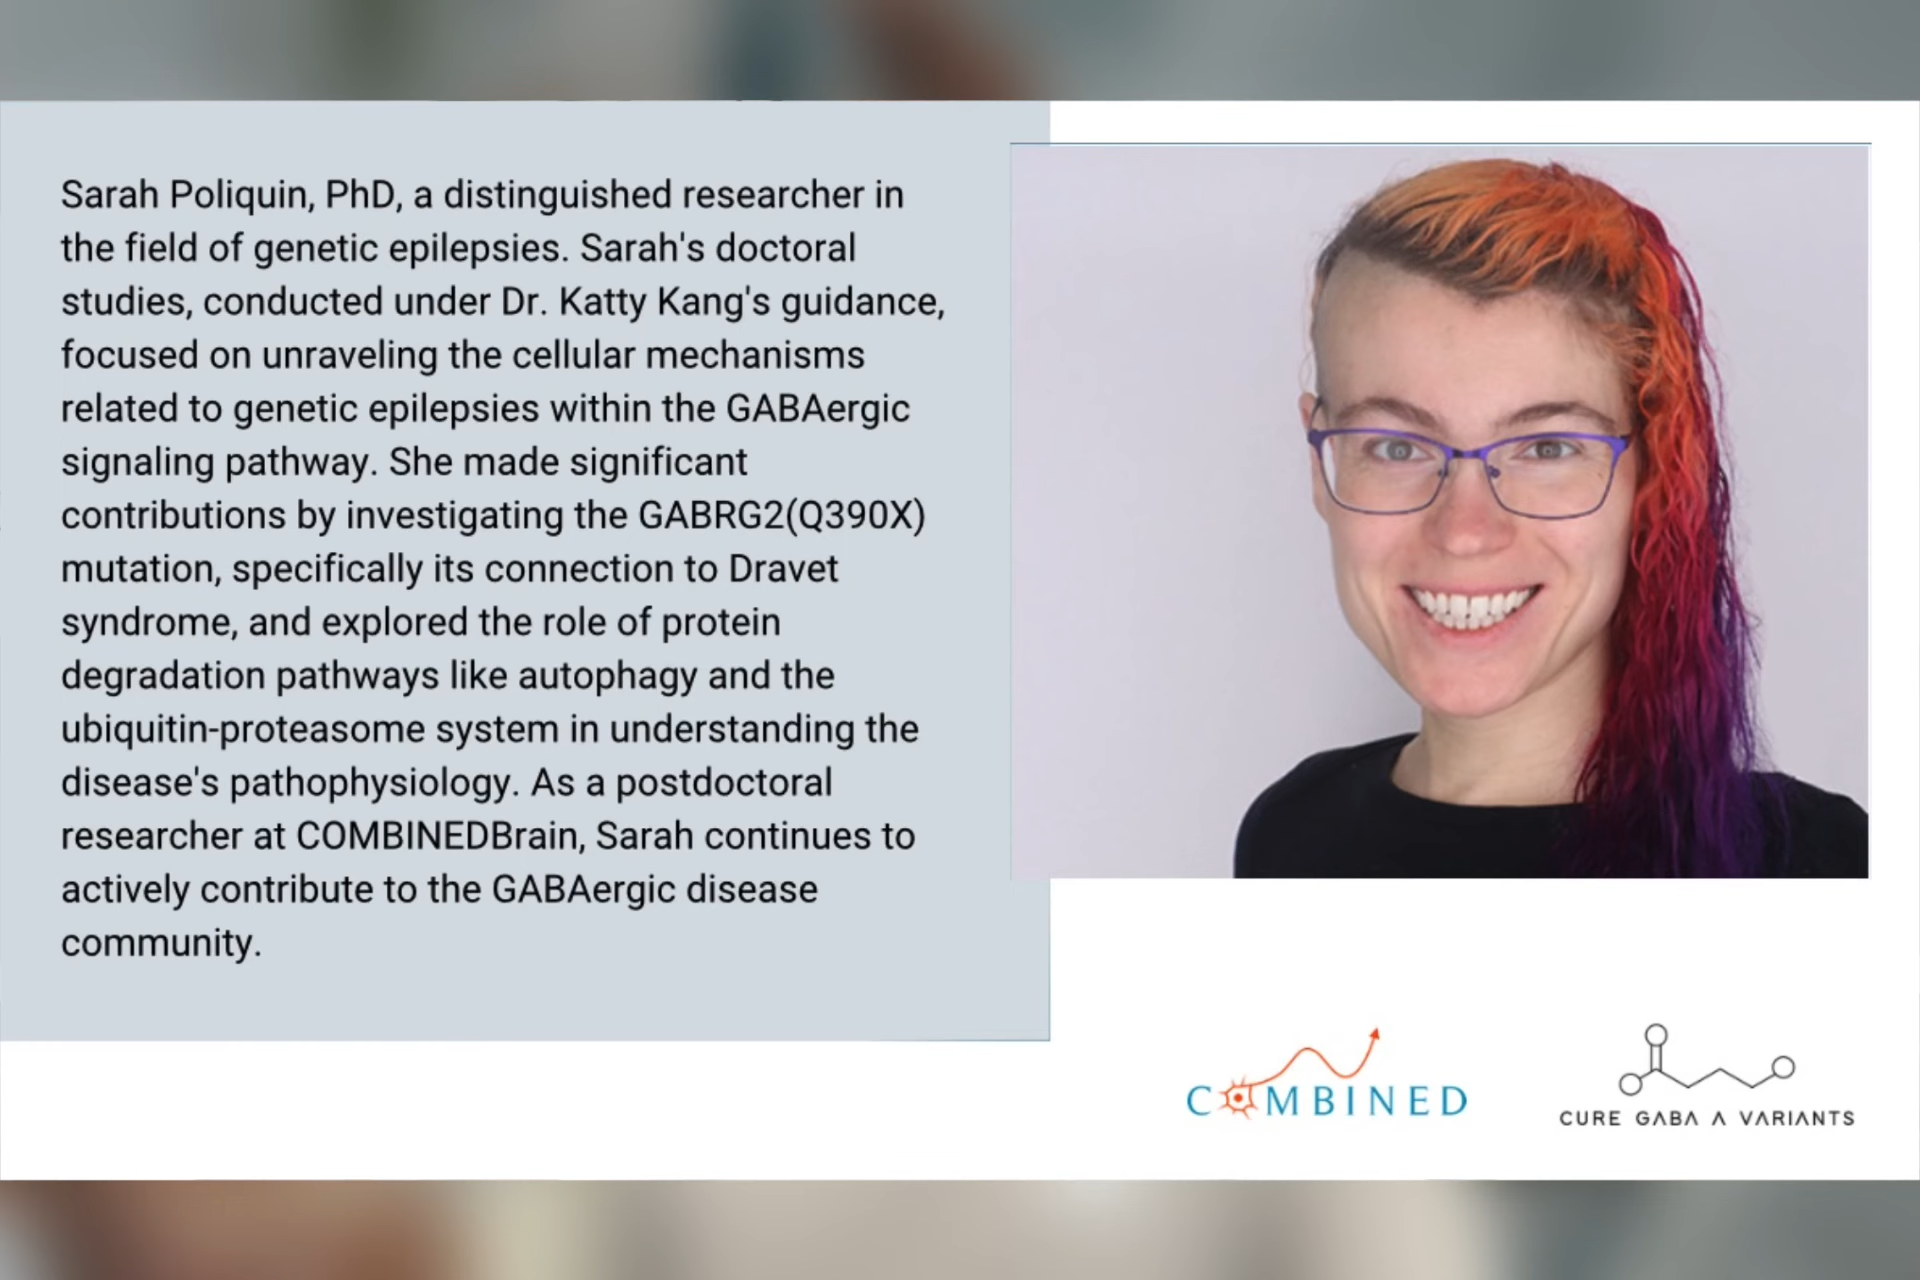 Sarah Poliquin, PhD, a distinguished researcher in
the field of genetic epilepsies. Sarah's doctoral
studies, conducted under Dr. Katty Kang's guidance,
focused on unraveling the cellular mechanisms
related to genetic epilepsies within the GABAergic
signaling pathway. She made significant
contributions by investigating the GABRG2(Q390X)
mutation, specifically its connection to Dravet
syndrome, and explored the role of protein
degradation pathways like autophagy and the
ubiquitin-proteasome system in understanding the
disease's pathophysiology. As a postdoctoral
researcher at COMBINEDBrain, Sarah continues to
actively contribute to the GABAergic disease
community.
COMBINED
CURE GABA A VARIANTS